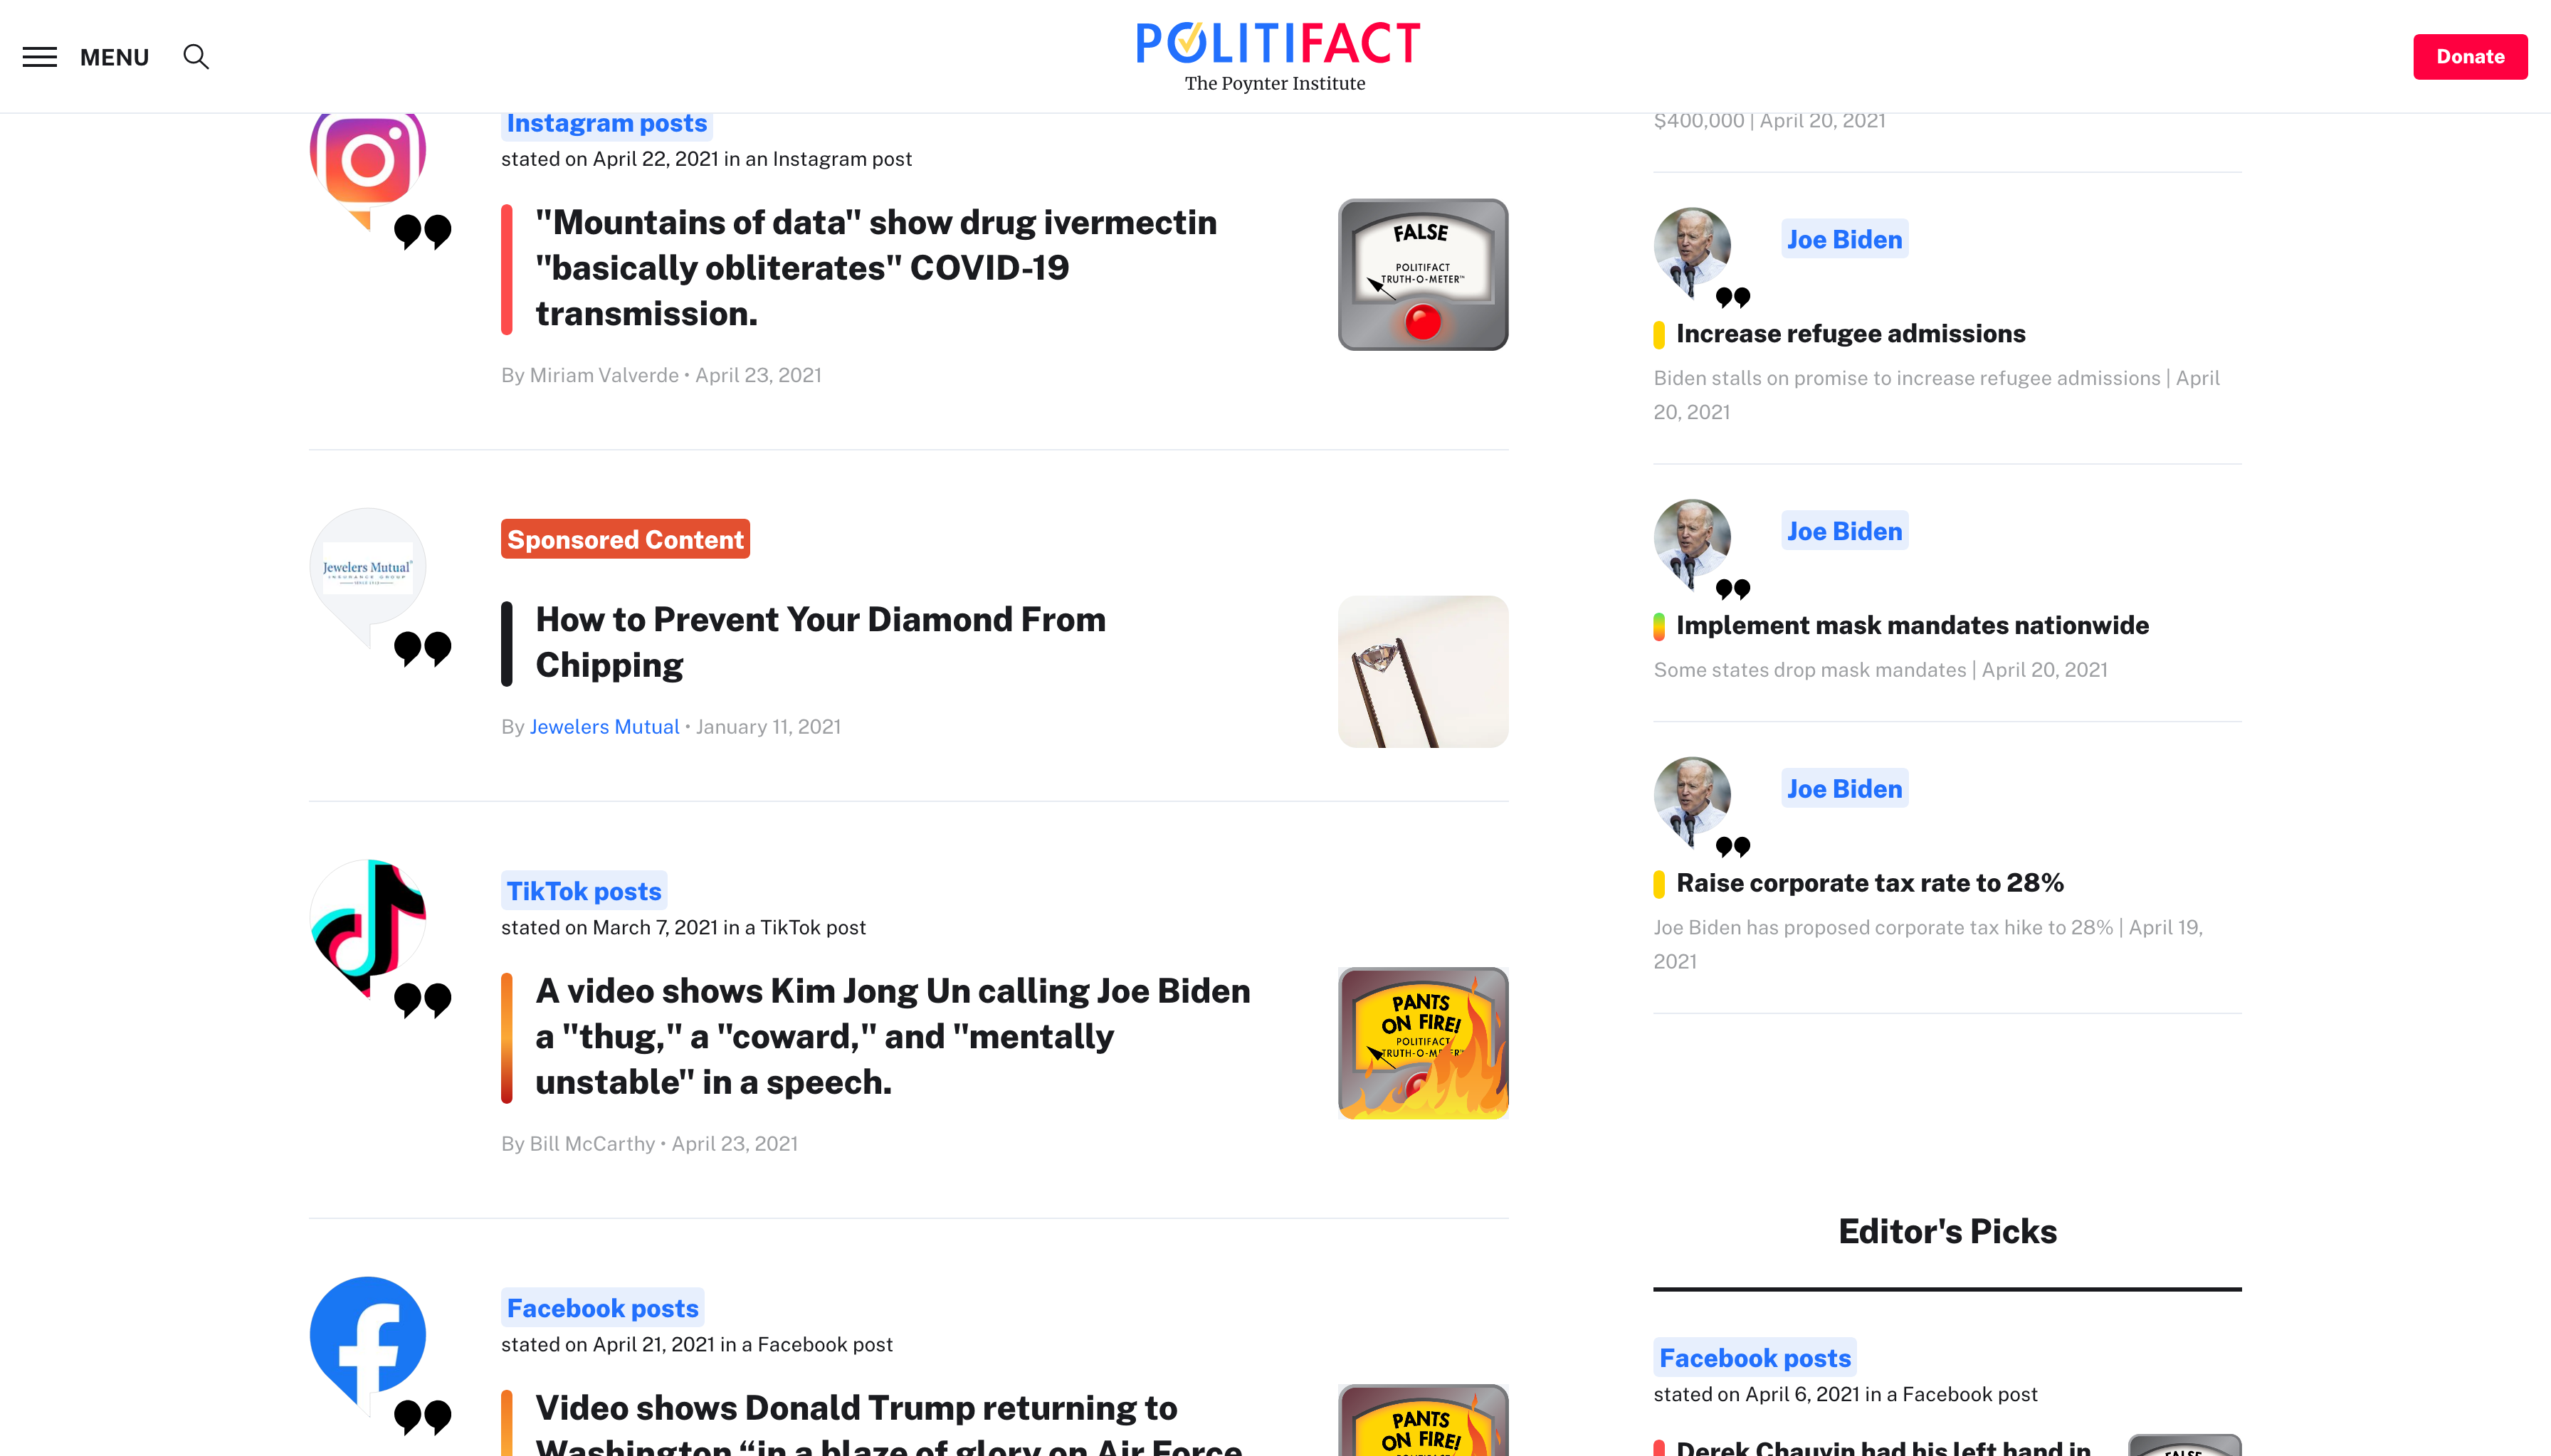 MENU
POLITIFACT
The Poynter Institute
Donate
Instagram posts
stated on April 22, 2021 in an Instagram post
"Mountains of data" show drug ivermectin
"basically obliterates" COVID-19
transmission.
By Miriam Valverde • April 23, 2021
FALSE
POLITIFACT
TRUTH-O-METER™
Jewelers Mutual®
INSURANCE GROUP
SINCE 1913
Sponsored Content
How to Prevent Your Diamond From
Chipping
By Jewelers Mutual • January 11, 2021
TikTok posts
stated on March 7, 2021 in a TikTok post
A video shows Kim Jong Un calling Joe Biden
a "thug," a "coward," and "mentally
unstable" in a speech.
By Bill McCarthy • April 23, 2021
PANTS
ON FIRE!
POLITIFACT
TRUTH-O-METER™
Facebook posts
stated on April 21, 2021 in a Facebook post
Video shows Donald Trump returning to
Washington “in a blaze of glory on Air Force
PANTS
ON FIRE!
$400,000 | April 20, 2021
Joe Biden
Increase refugee admissions
Biden stalls on promise to increase refugee admissions | April
20, 2021
Joe Biden
Implement mask mandates nationwide
Some states drop mask mandates | April 20, 2021
Joe Biden
Raise corporate tax rate to 28%
Joe Biden has proposed corporate tax hike to 28% | April 19,
2021
Editor's Picks
Facebook posts
stated on April 6, 2021 in a Facebook post
Derek Chauvin had his left hand in
FALSE